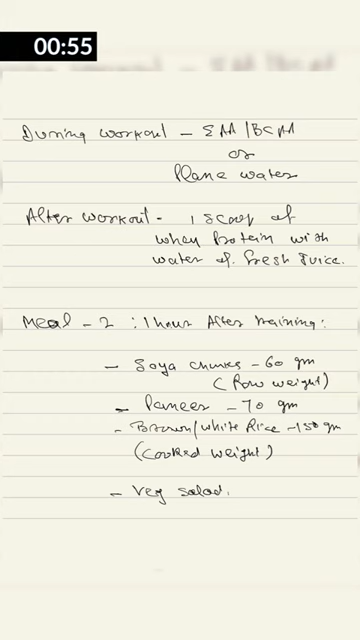 00:55
During workout - EAA/BCAA
or
Plane water
After workout - 1 scoop of
whey Protein with
water of fresh Juice.
Meal - 2 : 1 hour After training:
- Soya chunks - 60 gm
(Row weight)
- Paneer - 70 gm
- Brown/white Rice - 150 gm
(cooked weight)
- Veg salad.